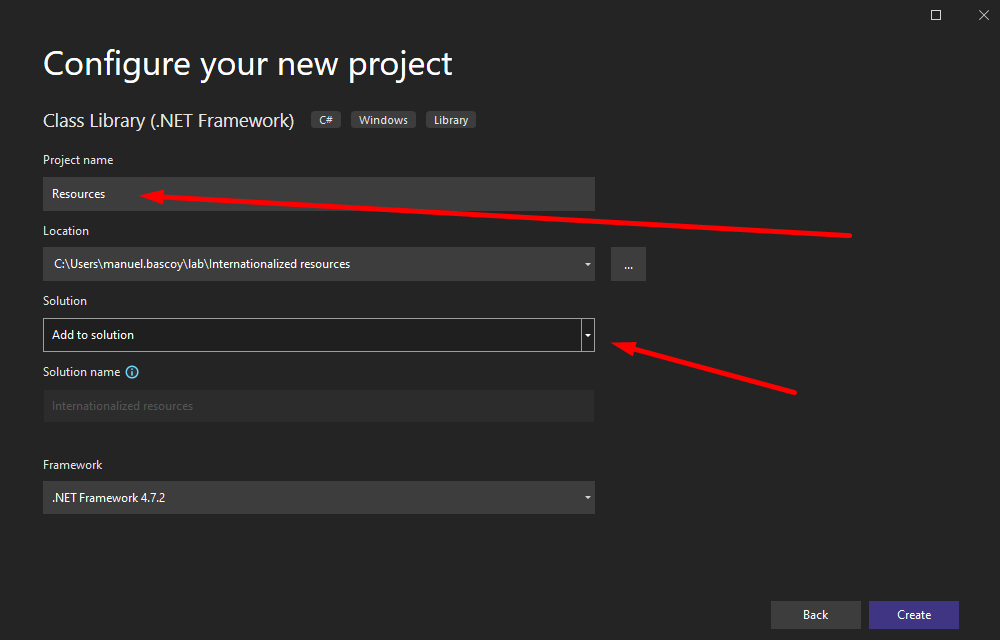 Configure your new project
Class Library (.NET Framework) C# Windows Library
Project name
Resources
Location
C:\Users\manuel.bascoy\lab\Internationalized resources ...
Solution
Add to solution
Solution name
Internationalized resources
Framework
.NET Framework 4.7.2
Back Create